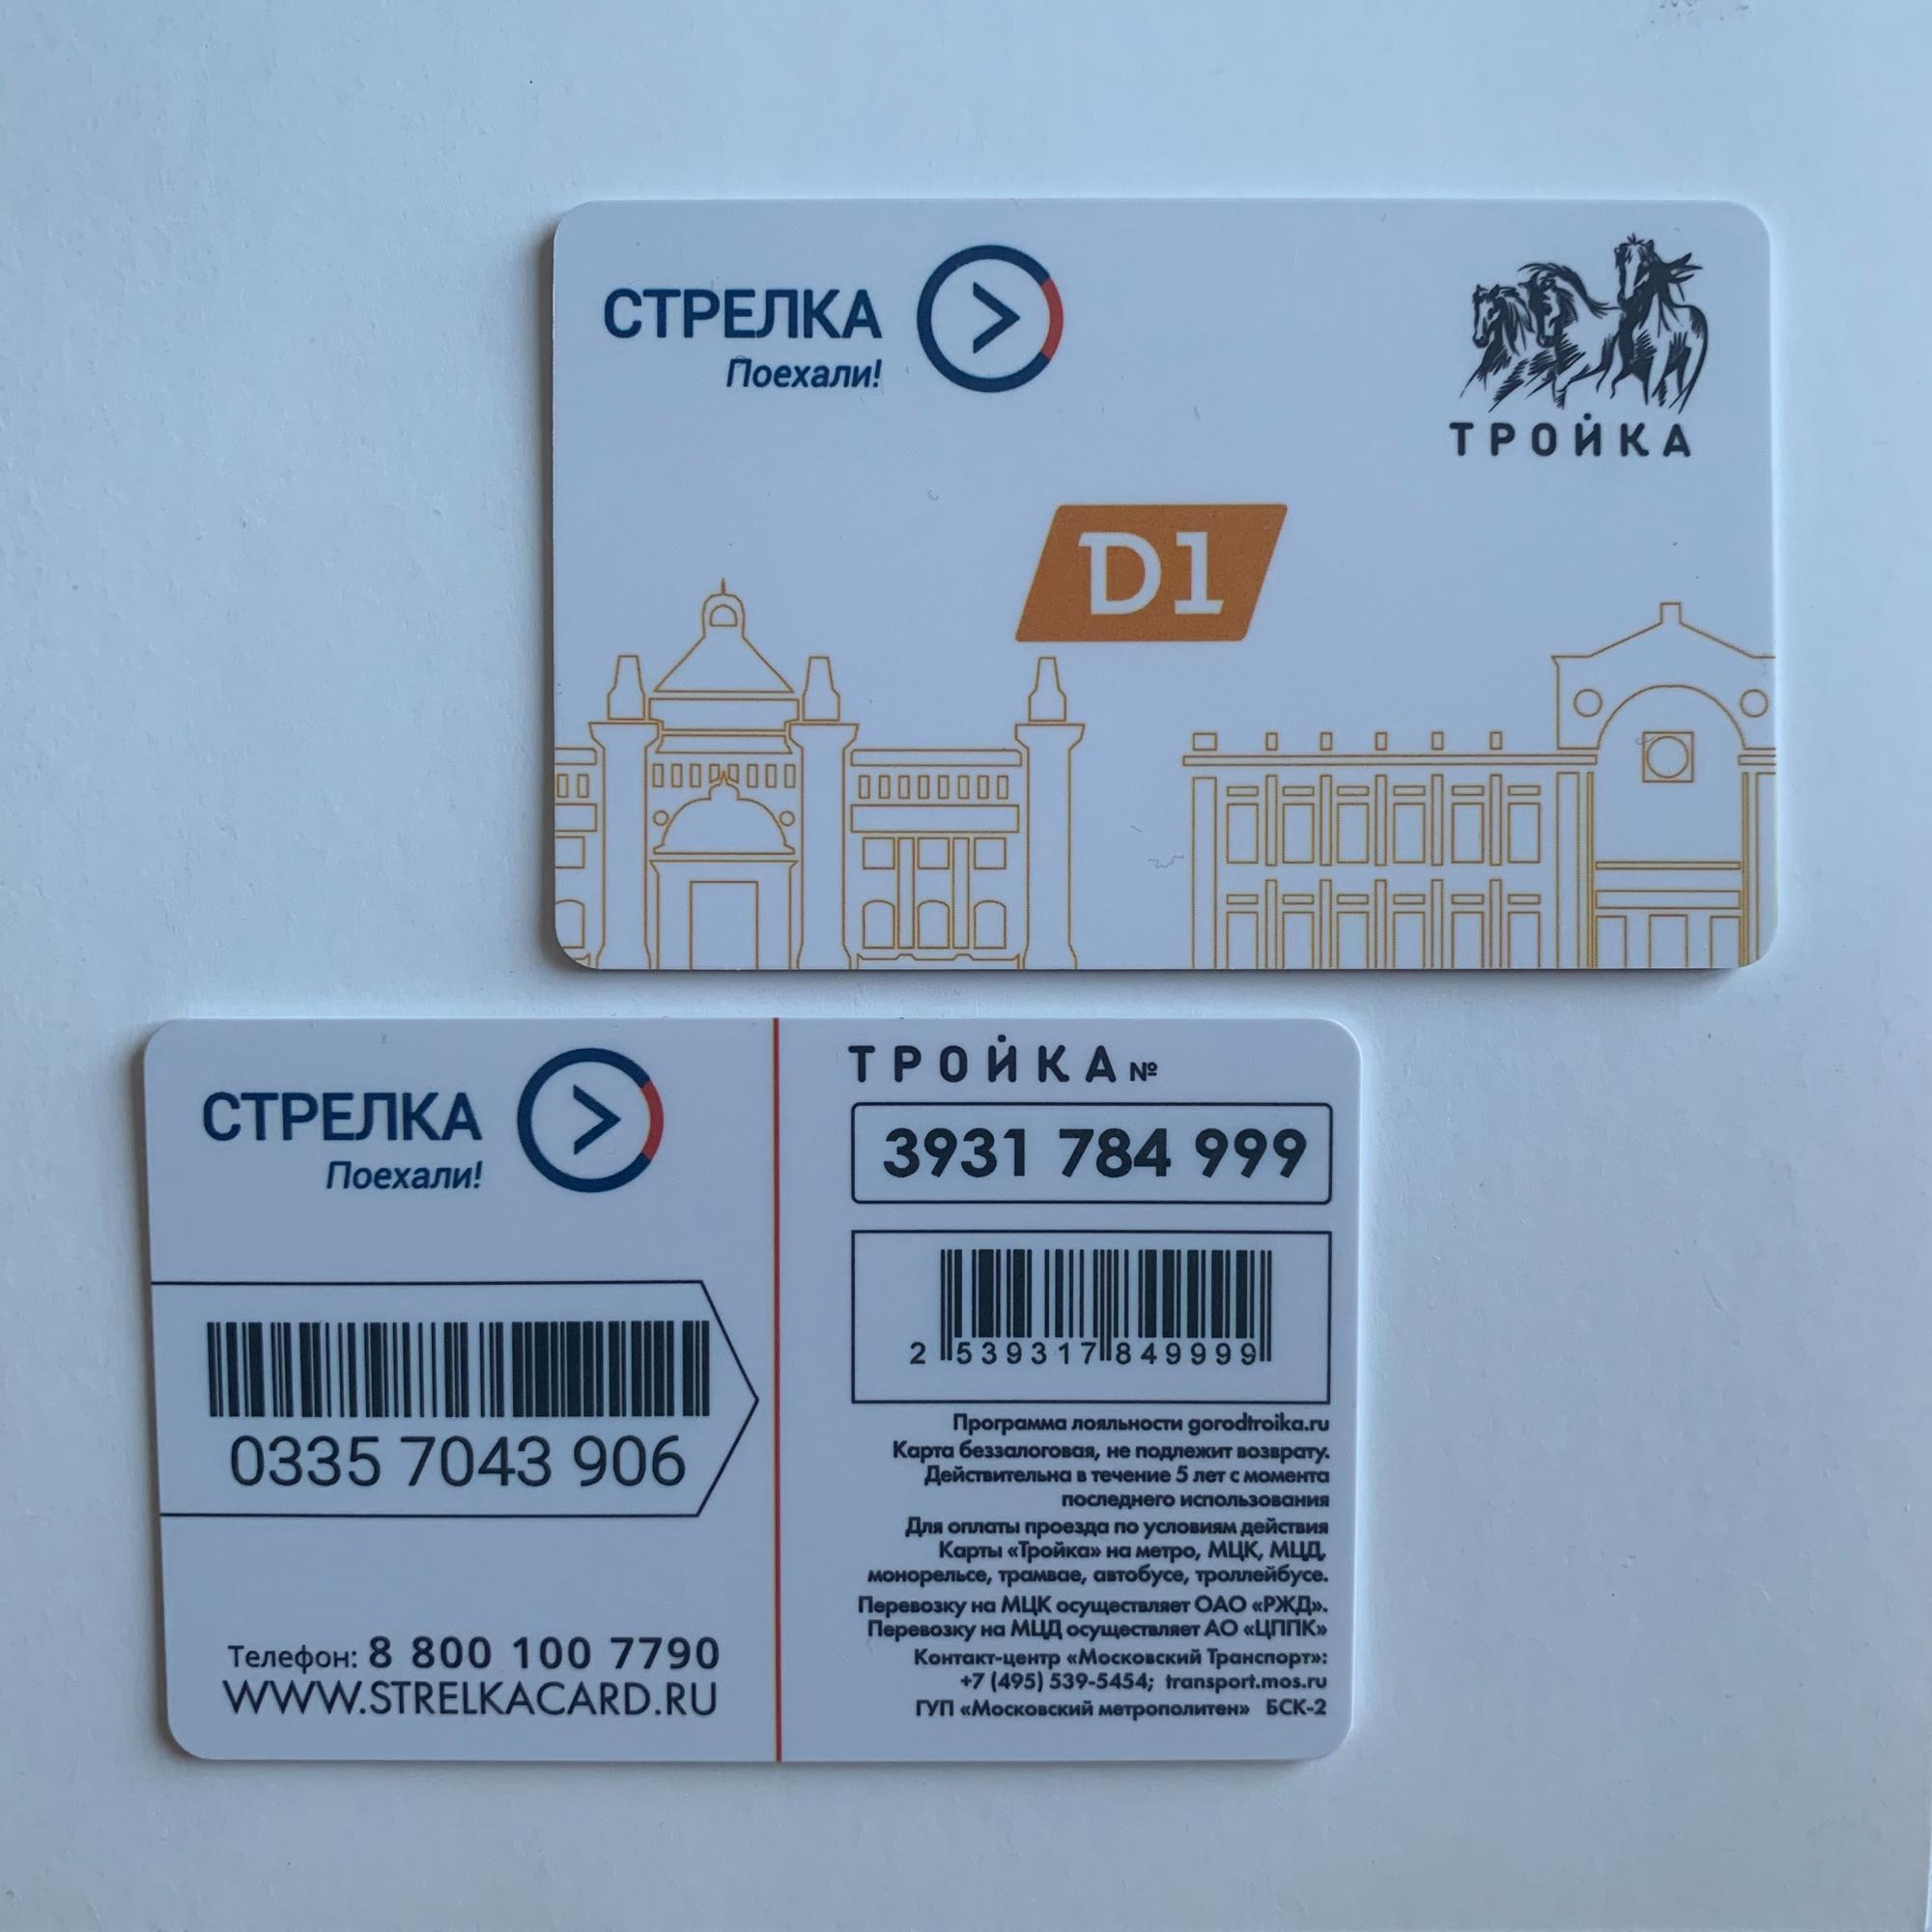 СТРЕЛКА
Поехали!
ТРОЙКА
D1
СТРЕЛКА
Поехали!
0335 7043 906
Телефон: 8 800 100 7790
WWW.STRELKACARD.RU
ТРОЙКА №
3931 784 999
2 539317 849999
Программа лояльности gorodtroika.ru
Карта беззалоговая, не подлежит возврату.
Действительна в течение 5 лет с момента
последнего использования
Для оплаты проезда по условиям действия
Карты «Тройка» на метро, МЦК, МЦД,
монорельсе, трамвае, автобусе, троллейбусе.
Перевозку на МЦК осуществляет ОАО «РЖД».
Перевозку на МЦД осуществляет АО «ЦППК»
Контакт-центр «Московский Транспорт»:
+7 (495) 539-5454; transport.mos.ru
ГУП «Московский метрополитен» БСК-2